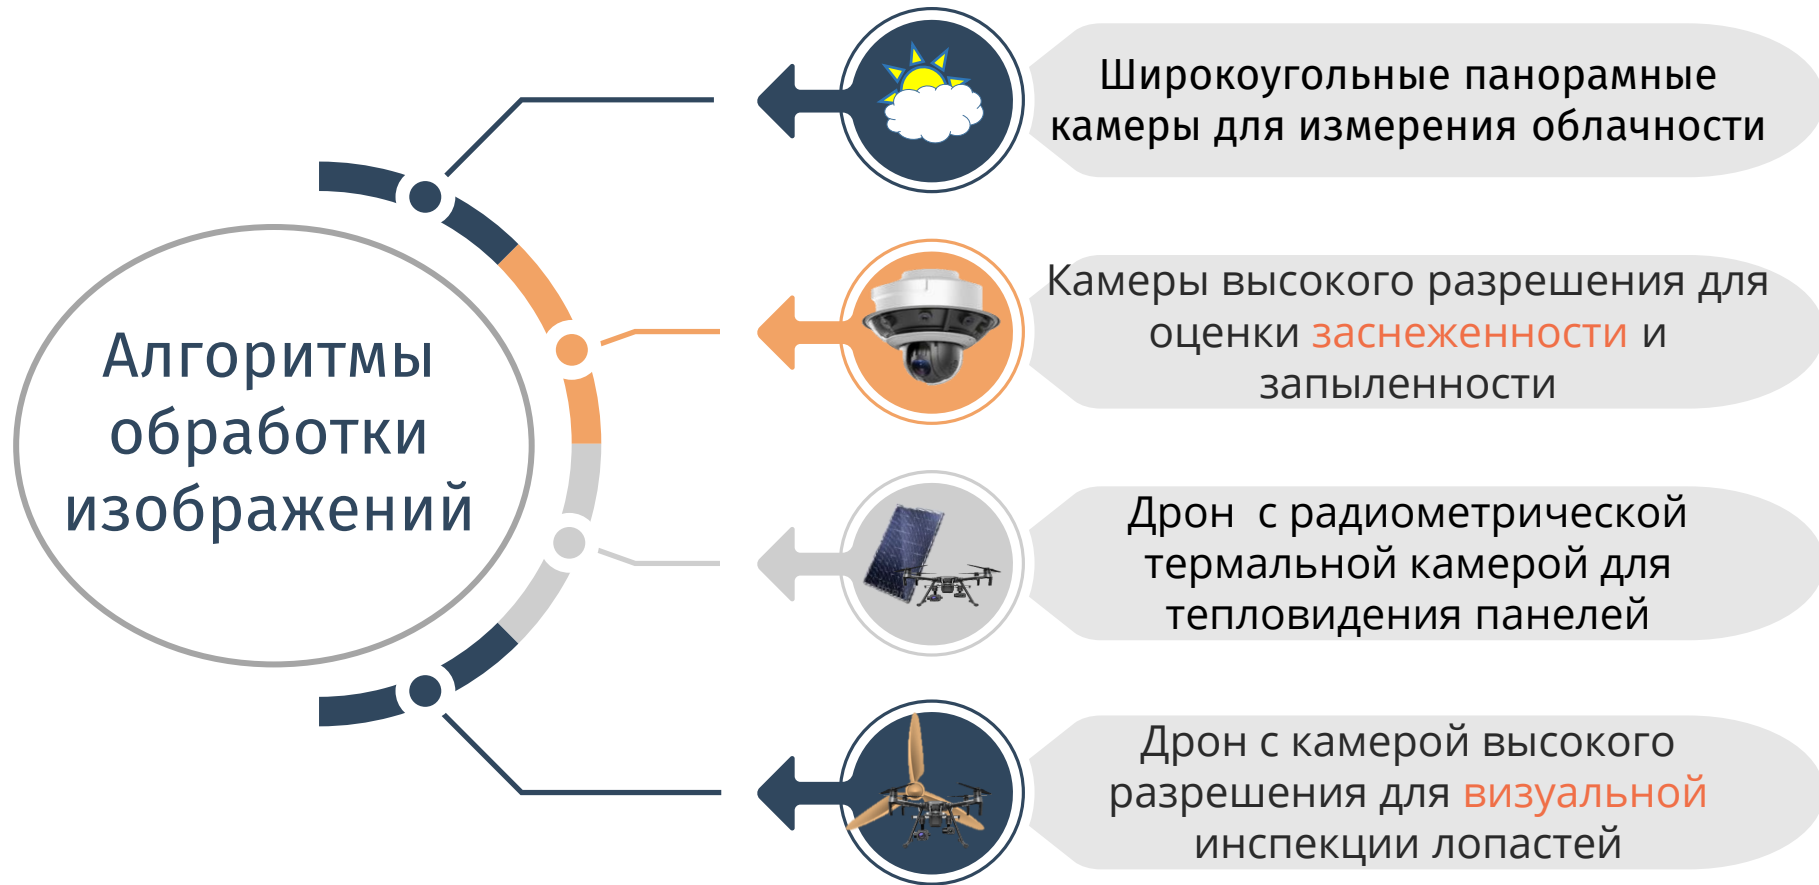 Алгоритмы
обработки
изображений
Широкоугольные панорамные
камеры для измерения облачности
Камеры высокого разрешения для
оценки заснеженности и
запыленности
Дрон с радиометрической
термальной камерой для
тепловидения панелей
Дрон с камерой высокого
разрешения для визуальной
инспекции лопастей